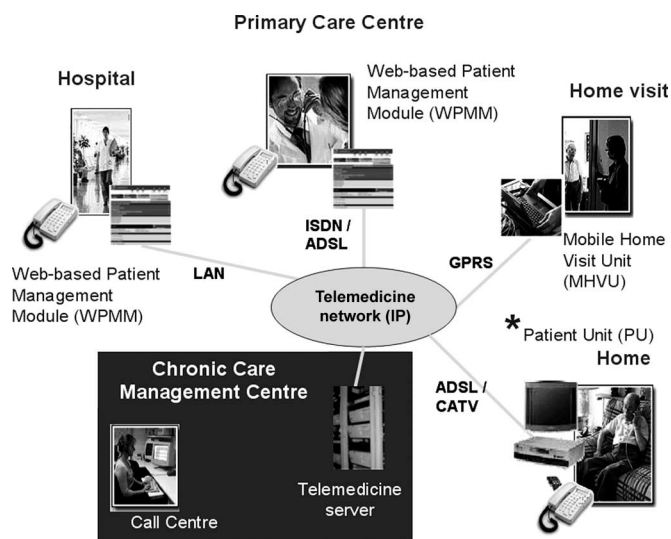 Primary Care Centre
Hospital
Web-based Patient
Management
Module (WPMM)
Home visit
ISDN /
ADSL
LAN
GPRS
Web-based Patient
Management
Module (WPMM)
Mobile Home
Visit Unit
(MHVU)
Telemedicine
network (IP)
* Patient Unit (PU)
Home
Chronic Care
Management Centre
ADSL /
CATV
Call Centre
Telemedicine
server